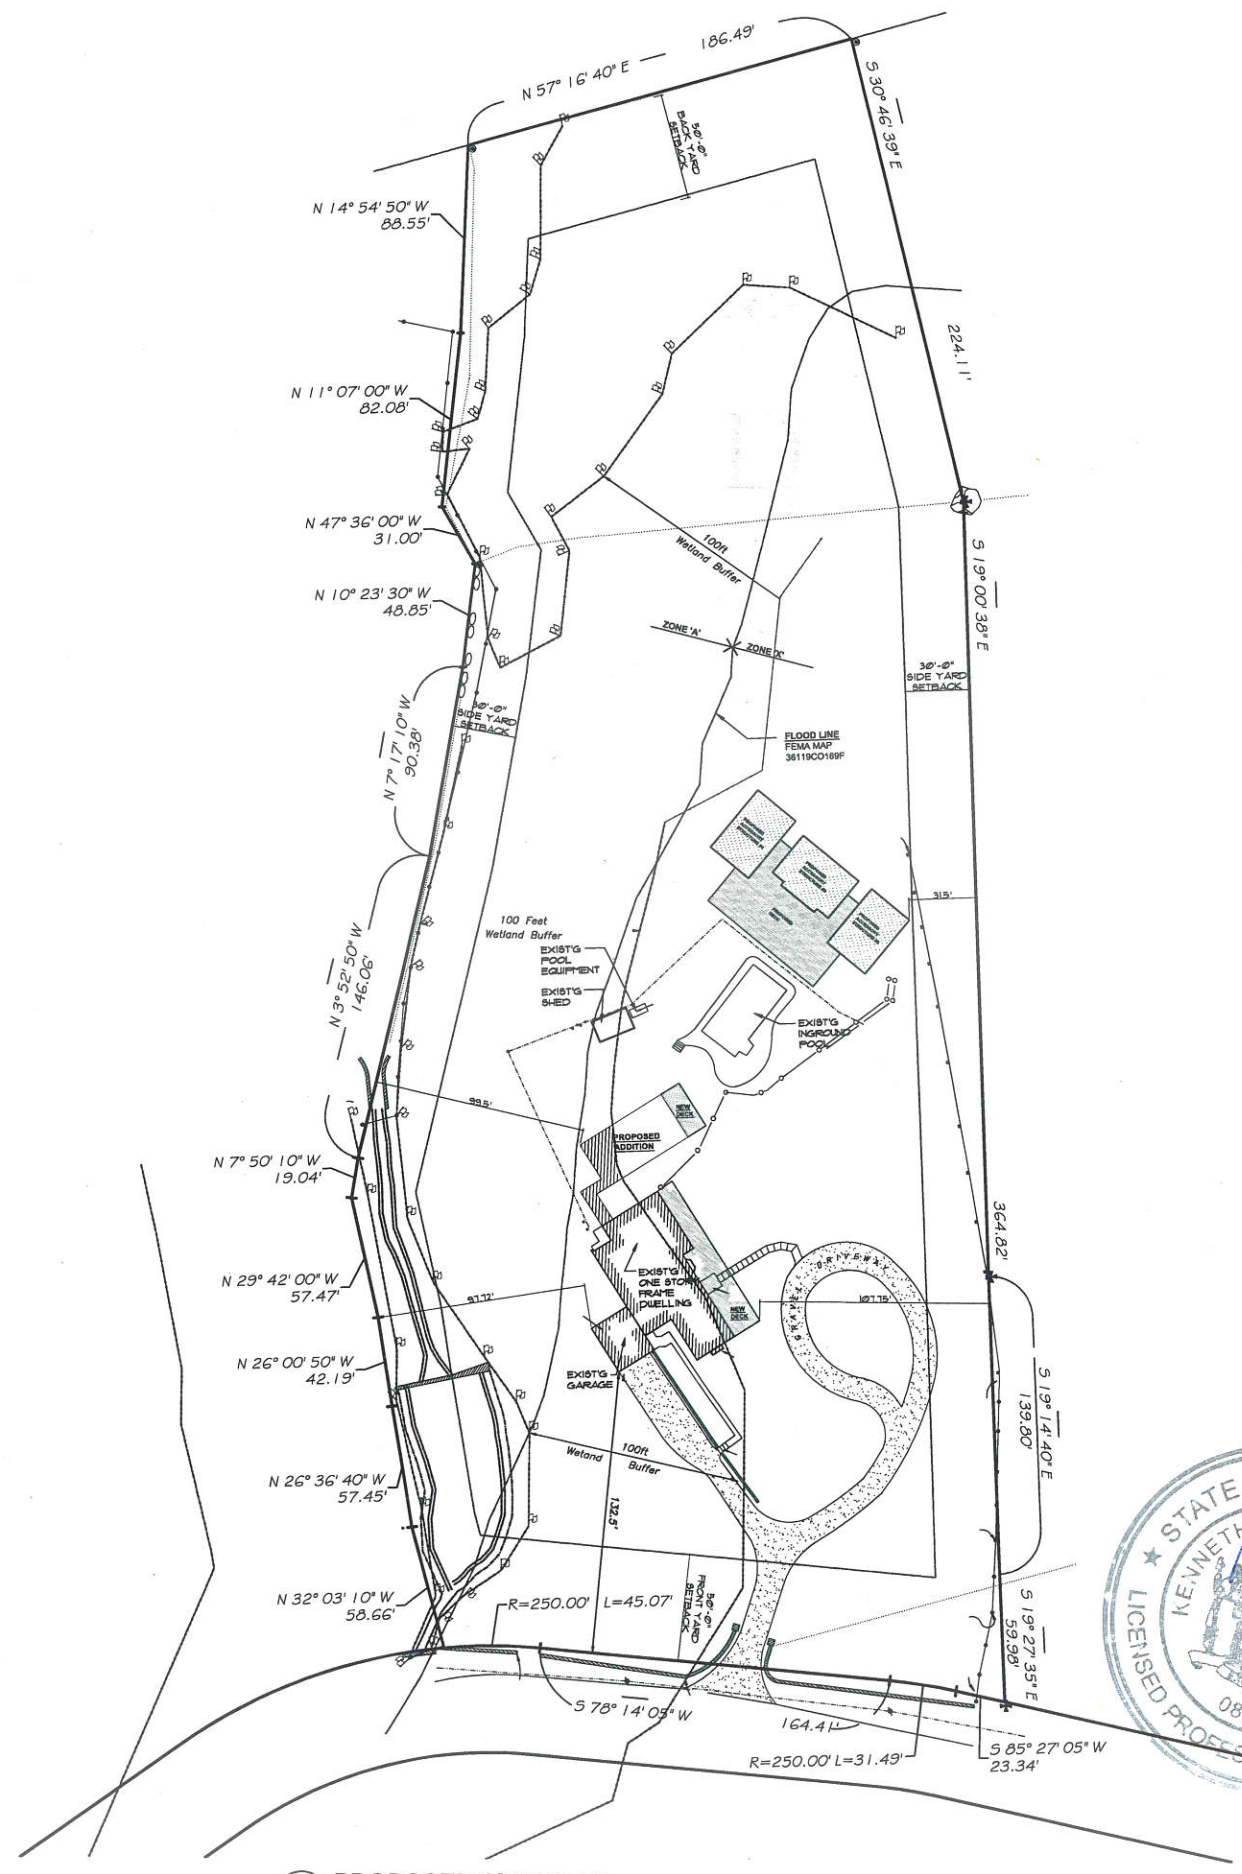 186.49'
N 57° 16' 40" E
S 30° 46' 39" E
50'-0"
BACK YARD
SETBACK
N 14° 54' 50" W
88.55'
224.11'
N 11° 07' 00" W
82.08'
N 47° 36' 00" W
31.00'
100ft
Wetland Buffer
S 19° 00' 38" E
N 10° 23' 30" W
48.85'
ZONE 'A'
ZONE 'X'
30'-0"
SIDE YARD
SETBACK
30'-0"
SIDE YARD
SETBACK
N 7° 17' 10" W
90.38'
FLOOD LINE
FEMA MAP
36119CO169F
31.5'
100 Feet
Wetland Buffer
EXIST'G
POOL
EQUIPMENT
EXIST'G
SHED
N 3° 52' 50" W
146.06'
EXIST'G
INGROUND
POOL
99.5'
NEW
DECK
PROPOSED
ADDITION
N 7° 50' 10" W
19.04'
364.82'
N 29° 42' 00" W
57.47'
EXIST'G
ONE STORY
FRAME
DWELLING
GRAVEL DRIVEWAY
97.72'
107.75'
NEW
DECK
N 26° 00' 50" W
42.19'
EXIST'G
GARAGE
S 19° 14' 40" E
139.80'
100ft
Wetland Buffer
N 26° 36' 40" W
57.45'
132.5'
STATE
KENNETH
LICENSED PROFES
08
N 32° 03' 10" W
58.66'
R=250.00' L=45.07'
50'-0"
FRONT YARD
SETBACK
S 19° 27' 35" E
59.98'
S 78° 14' 05" W
164.41'
R=250.00' L=31.49'
S 85° 27' 05" W
23.34'